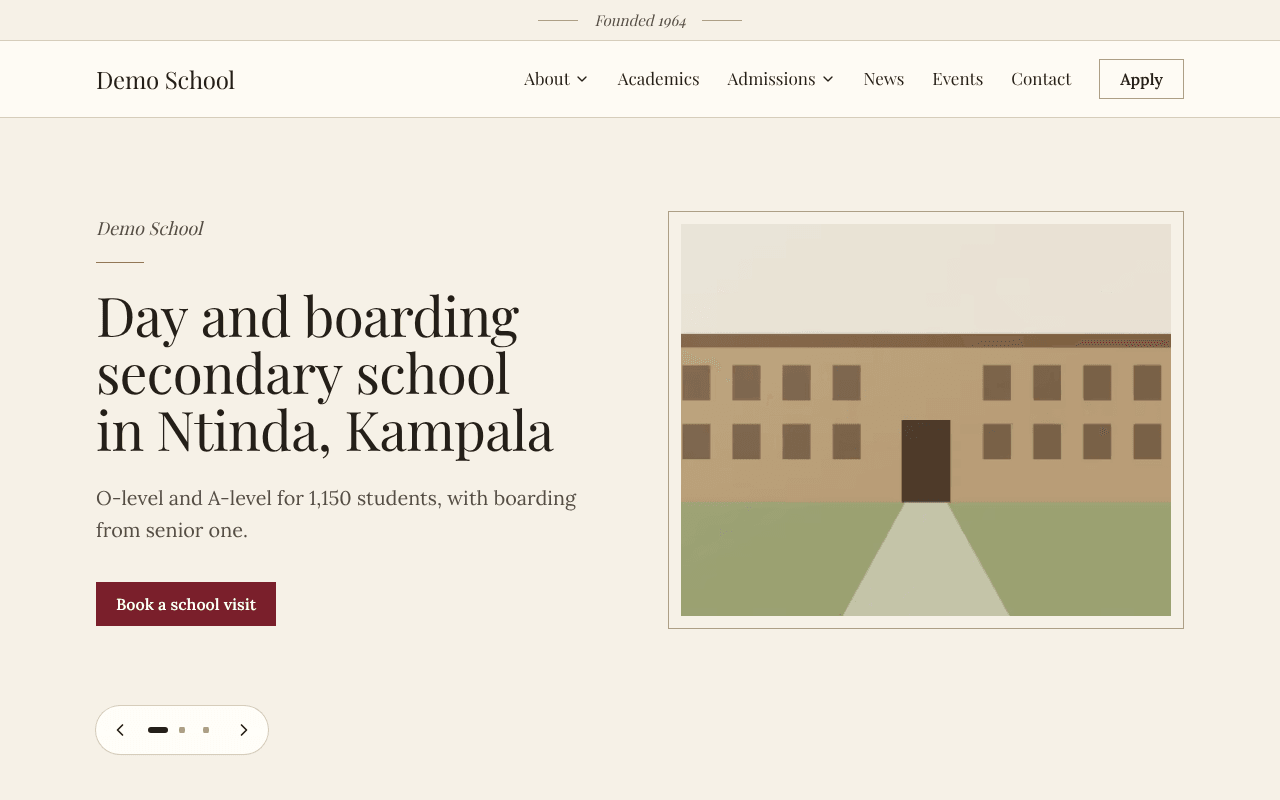 Founded 1964
Demo School
About
Academics
Admissions
News
Events
Contact
Apply
Demo School
Day and boarding
secondary school
in Ntinda, Kampala
O-level and A-level for 1,150 students, with boarding
from senior one.
Book a school visit